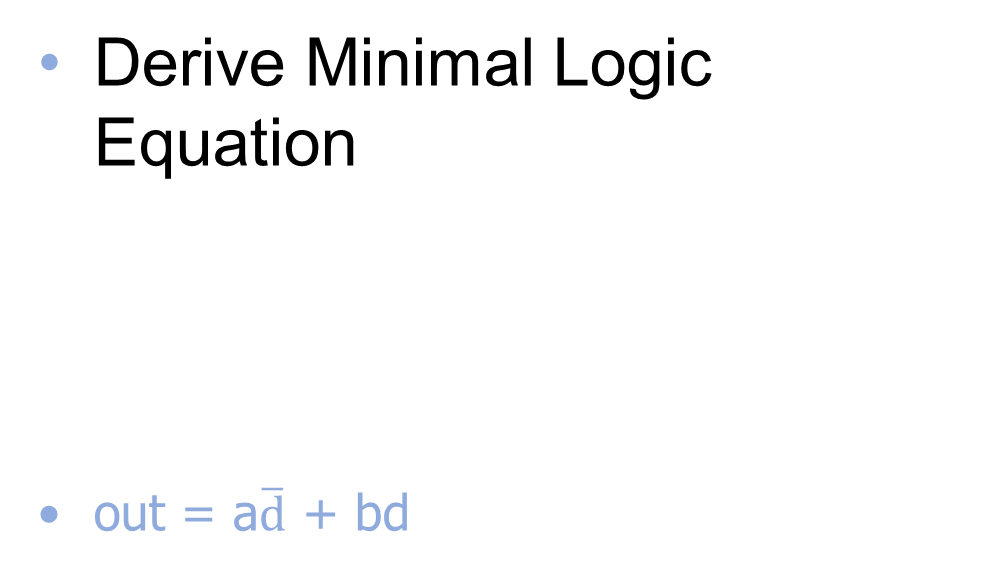 • Derive Minimal Logic
Equation
• out = ad̅ + bd